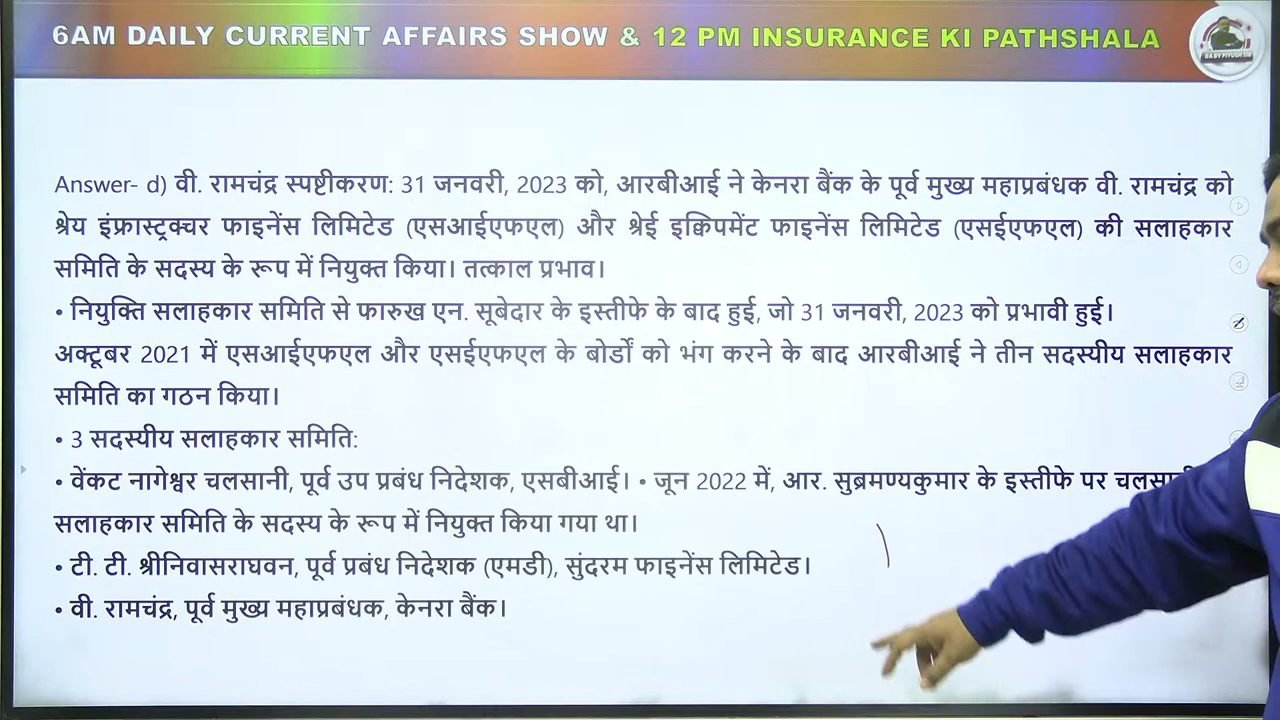 6AM DAILY CURRENT AFFAIRS SHOW & 12 PM INSURANCE KI PATHSHALA
GA BY PIYUSH SIR
Answer- d) वी. रामचंद्र स्पष्टीकरण: 31 जनवरी, 2023 को, आरबीआई ने केनरा बैंक के पूर्व मुख्य महाप्रबंधक वी. रामचंद्र को
श्रेय इंफ्रास्ट्रक्चर फाइनेंस लिमिटेड (एसआईएफएल) और श्रेई इक्विपमेंट फाइनेंस लिमिटेड (एसईएफएल) की सलाहकार
समिति के सदस्य के रूप में नियुक्त किया। तत्काल प्रभाव।
• नियुक्ति सलाहकार समिति से फारुख एन. सूबेदार के इस्तीफे के बाद हुई, जो 31 जनवरी, 2023 को प्रभावी हुई।
अक्टूबर 2021 में एसआईएफएल और एसईएफएल के बोर्डों को भंग करने के बाद आरबीआई ने तीन सदस्यीय सलाहकार
समिति का गठन किया।
• 3 सदस्यीय सलाहकार समिति:
• वेंकट नागेश्वर चलसानी, पूर्व उप प्रबंध निदेशक, एसबीआई। • जून 2022 में, आर. सुब्रमण्यकुमार के इस्तीफे पर
सलाहकार समिति के सदस्य के रूप में नियुक्त किया गया था।
• टी. टी. श्रीनिवासराघवन, पूर्व प्रबंध निदेशक (एमडी), सुंदरम फाइनेंस लिमिटेड।
• वी. रामचंद्र, पूर्व मुख्य महाप्रबंधक, केनरा बैंक।